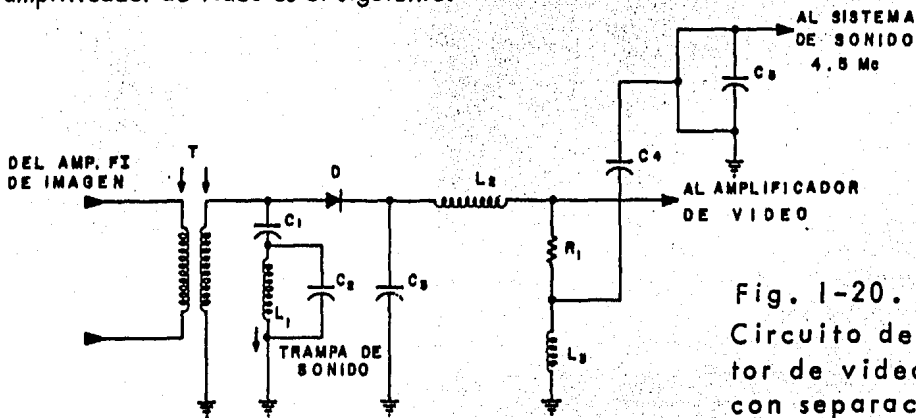 amplificador de video es el siguiente:
AL SISTEMA
DE SONIDO
4.5 Mc
C5
C4
DEL AMP. FI
DE IMAGEN
T
D
L2
AL AMPLIFICADOR
DE VIDEO
C1
C2
C3
R1
L1
L3
TRAMPA DE
SONIDO
Fig. 1-20.
Circuito de
tor de video
con separac